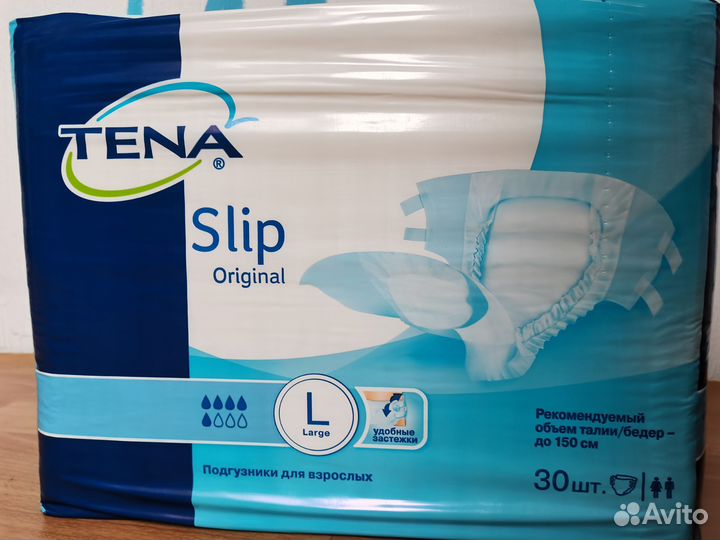 TENA®
Slip
Original
L
Large
удобные
застежки
Рекомендуемый
объем талии/бедер –
до 150 см
Подгузники для взрослых
30 шт.
Avito